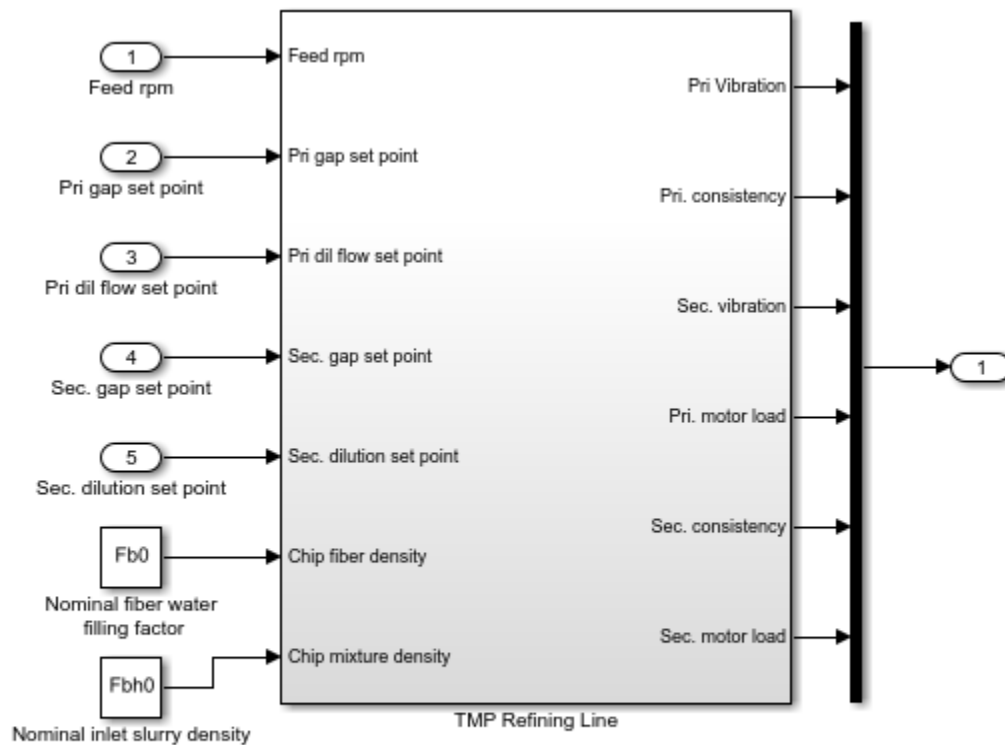 1
Feed rpm
2
Pri gap set point
3
Pri dil flow set point
4
Sec. gap set point
5
Sec. dilution set point
Fb0
Nominal fiber water
filling factor
Fbh0
Nominal inlet slurry density
Feed rpm
Pri gap set point
Pri dil flow set point
Sec. gap set point
Sec. dilution set point
Chip fiber density
Chip mixture density
Pri Vibration
Pri. consistency
Sec. vibration
Pri. motor load
Sec. consistency
Sec. motor load
TMP Refining Line
1